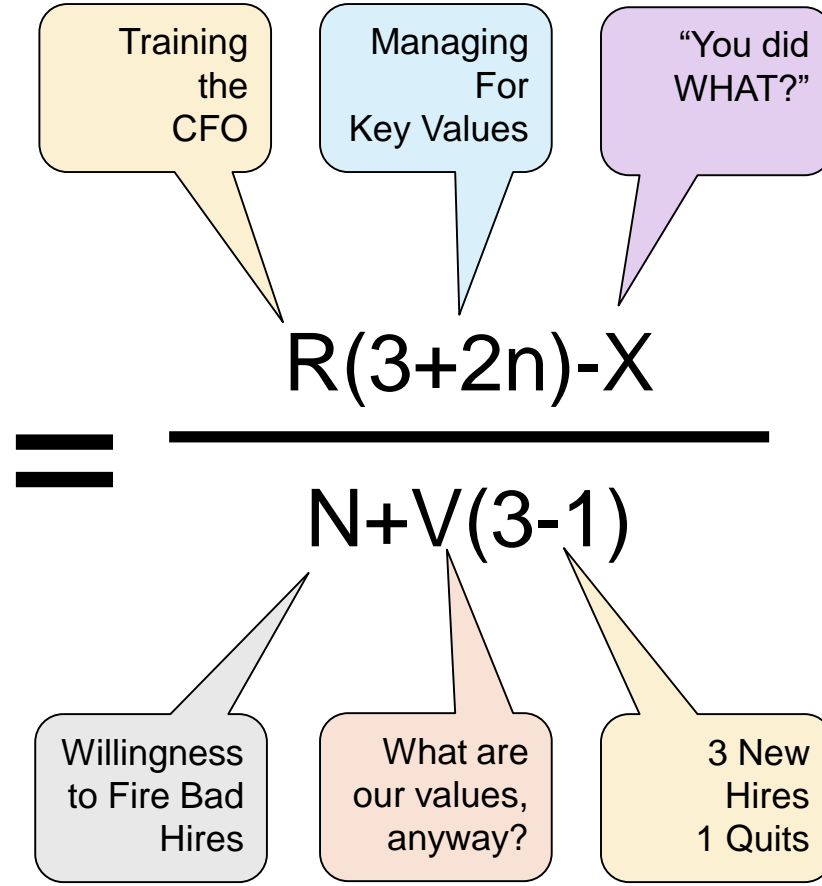 Training
the
CFO
Managing
For
Key Values
“You did
WHAT?”
= R(3+2n)-X
N+V(3-1)
Willingness
to Fire Bad
Hires
What are
our values,
anyway?
3 New
Hires
1 Quits